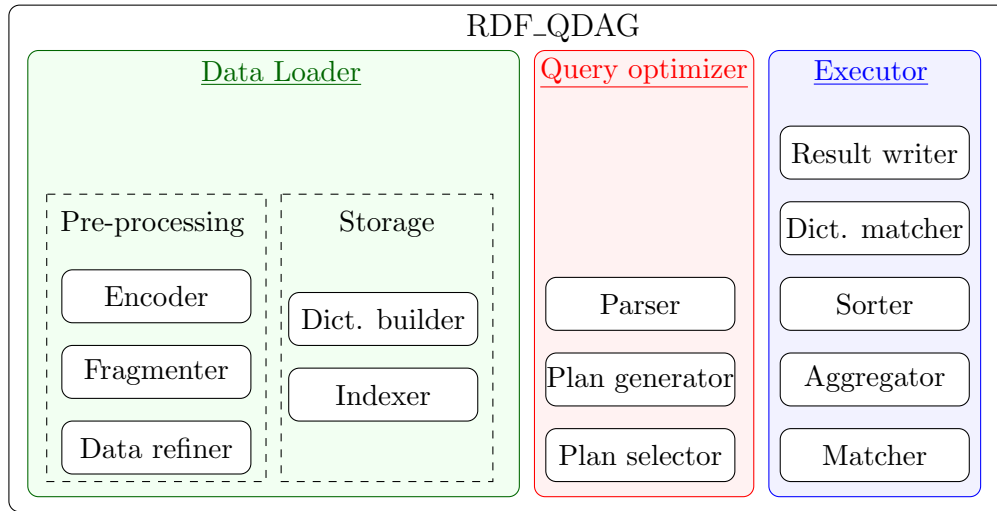 RDF_QDAG
Data Loader
Pre-processing
Encoder
Fragmenter
Data refiner
Storage
Dict. builder
Indexer
Query optimizer
Parser
Plan generator
Plan selector
Executor
Result writer
Dict. matcher
Sorter
Aggregator
Matcher